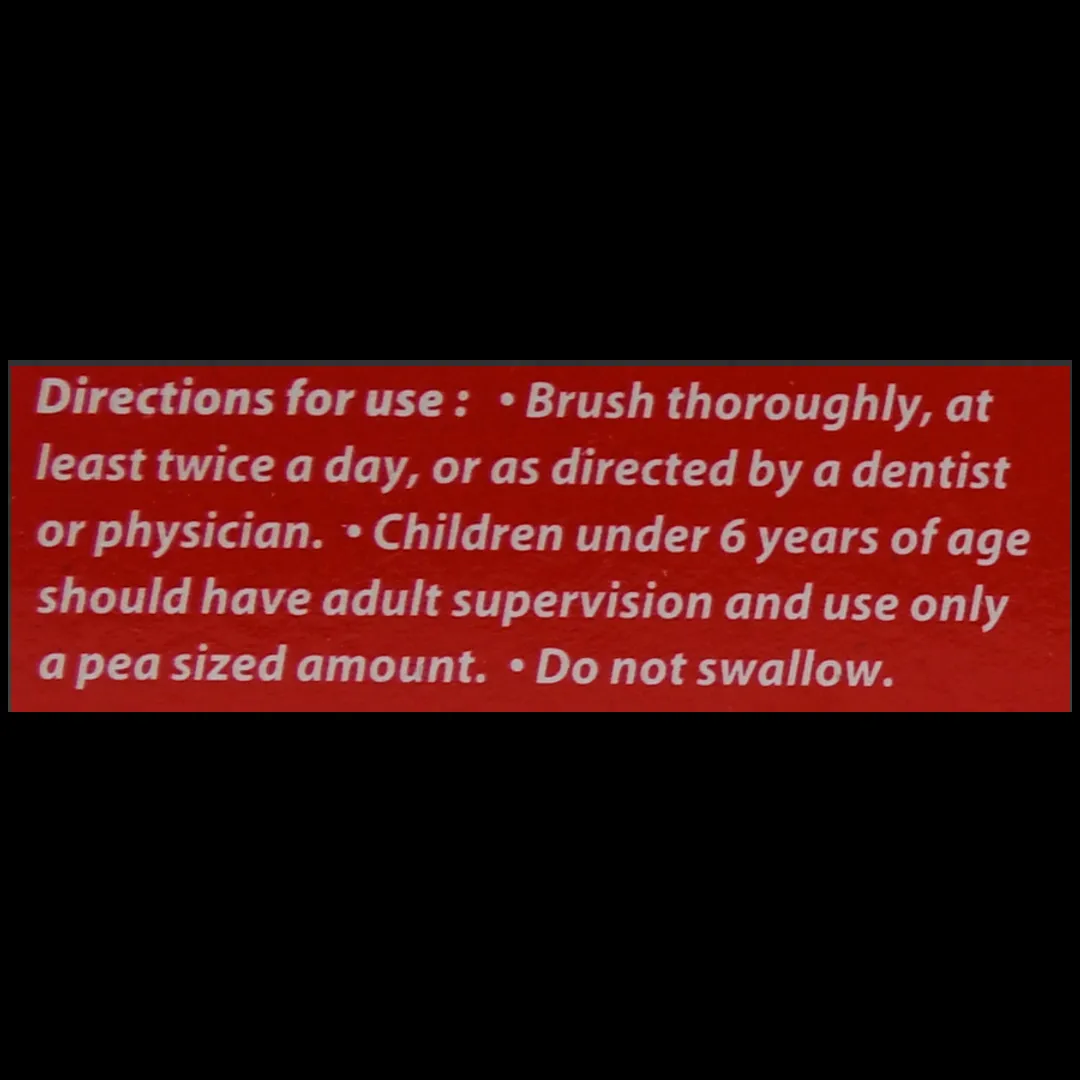 Directions for use :  • Brush thoroughly, at
least twice a day, or as directed by a dentist
or physician.  • Children under 6 years of age
should have adult supervision and use only
a pea sized amount.  • Do not swallow.